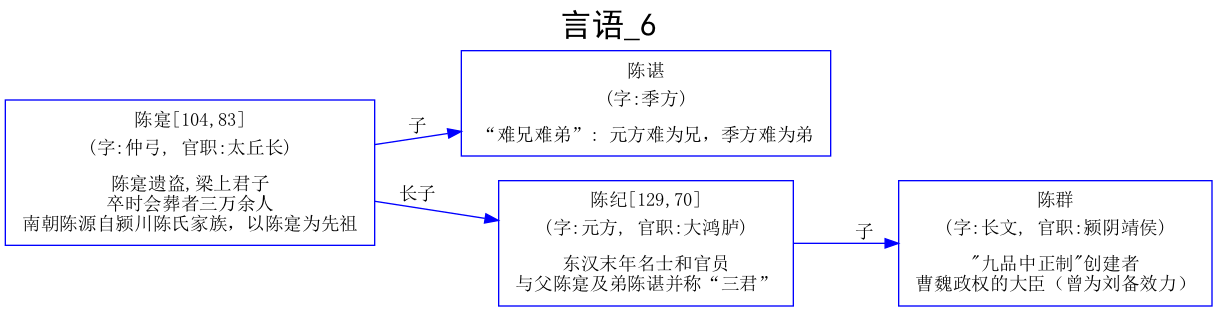 言语_6
陈谌
(字:季方)
“难兄难弟”: 元方难为兄，季方难为弟
陈寔[104,83]
(字:仲弓, 官职:太丘长)
陈寔遗盗,梁上君子
卒时会葬者三万余人
南朝陈源自颍川陈氏家族，以陈寔为先祖
子
长子
陈纪[129,70]
(字:元方, 官职:大鸿胪)
东汉末年名士和官员
与父陈寔及弟陈谌并称“三君”
子
陈群
(字:长文, 官职:颍阴靖侯)
"九品中正制"创建者
曹魏政权的大臣（曾为刘备效力）